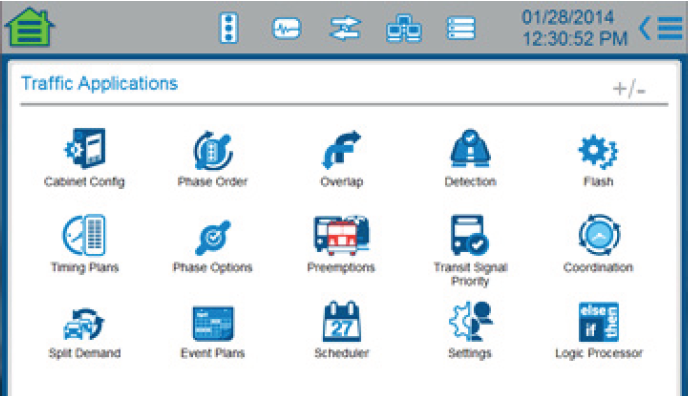 01/28/2014
12:30:52 PM
Traffic Applications
+/-
Cabinet Config
Phase Order
Overlap
Detection
Flash
Timing Plans
Phase Options
Preemptions
Transit Signal
Priority
Coordination
27
else
if
then
Split Demand
Event Plans
Scheduler
Settings
Logic Processor